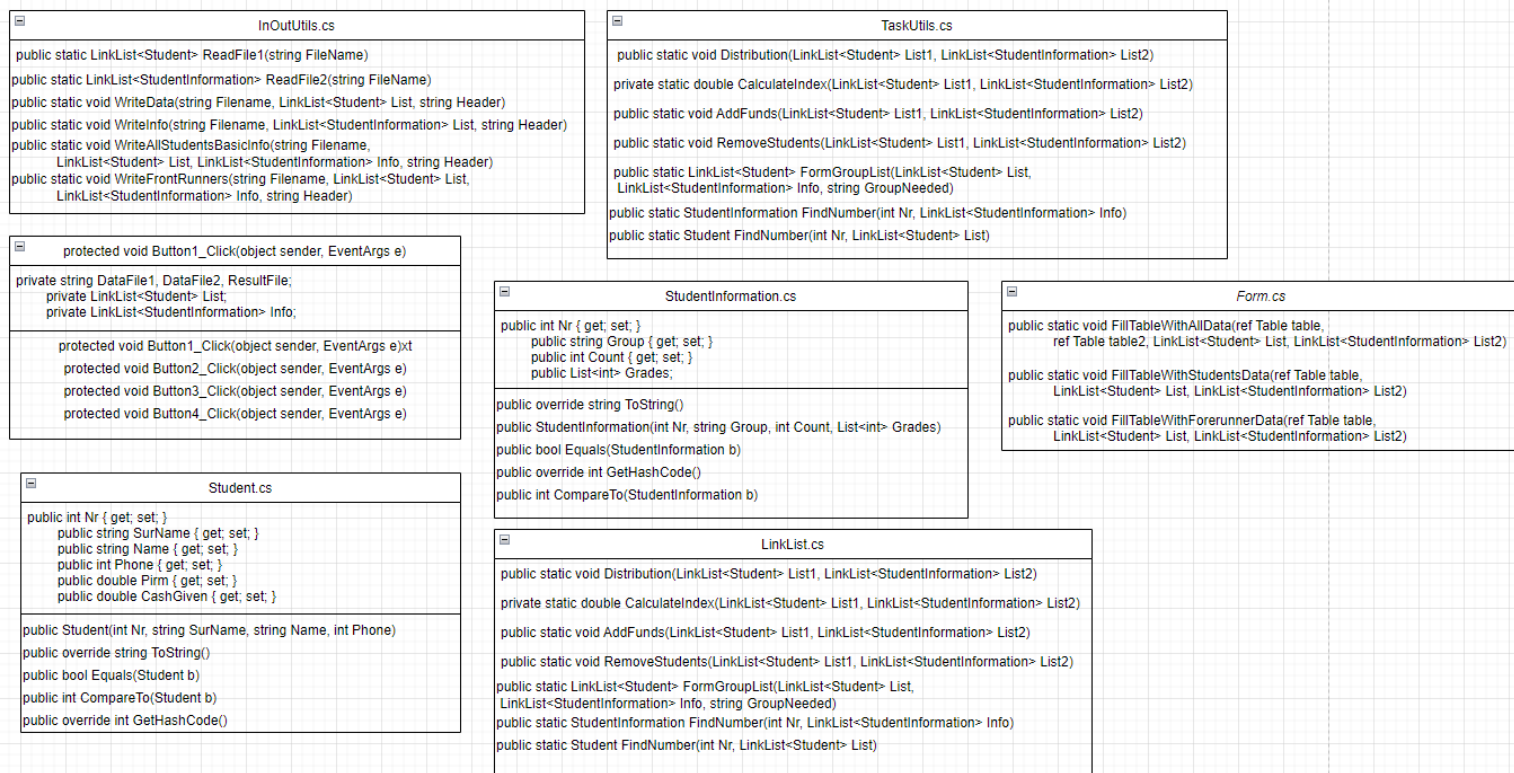 InOutUtils.cs
public static LinkList<Student> ReadFile1(string FileName)
public static LinkList<StudentInformation> ReadFile2(string FileName)
public static void WriteData(string Filename, LinkList<Student> List, string Header)
public static void WriteInfo(string Filename, LinkList<StudentInformation> List, string Header)
public static void WriteAllStudentsBasicInfo(string Filename,
LinkList<Student> List, LinkList<StudentInformation> Info, string Header)
public static void WriteFrontRunners(string Filename, LinkList<Student> List,
LinkList<StudentInformation> Info, string Header)
TaskUtils.cs
public static void Distribution(LinkList<Student> List1, LinkList<StudentInformation> List2)
private static double CalculateIndex(LinkList<Student> List1, LinkList<StudentInformation> List2)
public static void AddFunds(LinkList<Student> List1, LinkList<StudentInformation> List2)
public static void RemoveStudents(LinkList<Student> List1, LinkList<StudentInformation> List2)
public static LinkList<Student> FormGroupList(LinkList<Student> List,
LinkList<StudentInformation> Info, string GroupNeeded)
public static StudentInformation FindNumber(int Nr, LinkList<StudentInformation> Info)
public static Student FindNumber(int Nr, LinkList<Student> List)
protected void Button1_Click(object sender, EventArgs e)
private string DataFile1, DataFile2, ResultFile;
private LinkList<Student> List;
private LinkList<StudentInformation> Info;
protected void Button1_Click(object sender, EventArgs e)xt
protected void Button2_Click(object sender, EventArgs e)
protected void Button3_Click(object sender, EventArgs e)
protected void Button4_Click(object sender, EventArgs e)
StudentInformation.cs
public int Nr { get; set; }
public string Group { get; set; }
public int Count { get; set; }
public List<int> Grades;
public override string ToString()
public StudentInformation(int Nr, string Group, int Count, List<int> Grades)
public bool Equals(StudentInformation b)
public override int GetHashCode()
public int CompareTo(StudentInformation b)
Form.cs
public static void FillTableWithAllData(ref Table table,
ref Table table2, LinkList<Student> List, LinkList<StudentInformation> List2)
public static void FillTableWithStudentsData(ref Table table,
LinkList<Student> List, LinkList<StudentInformation> List2)
public static void FillTableWithForerunnerData(ref Table table,
LinkList<Student> List, LinkList<StudentInformation> List2)
Student.cs
public int Nr { get; set; }
public string SurName { get; set; }
public string Name { get; set; }
public int Phone { get; set; }
public double Pirm { get; set; }
public double CashGiven { get; set; }
public Student(int Nr, string SurName, string Name, int Phone)
public override string ToString()
public bool Equals(Student b)
public int CompareTo(Student b)
public override int GetHashCode()
LinkList.cs
public static void Distribution(LinkList<Student> List1, LinkList<StudentInformation> List2)
private static double CalculateIndex(LinkList<Student> List1, LinkList<StudentInformation> List2)
public static void AddFunds(LinkList<Student> List1, LinkList<StudentInformation> List2)
public static void RemoveStudents(LinkList<Student> List1, LinkList<StudentInformation> List2)
public static LinkList<Student> FormGroupList(LinkList<Student> List,
LinkList<StudentInformation> Info, string GroupNeeded)
public static StudentInformation FindNumber(int Nr, LinkList<StudentInformation> Info)
public static Student FindNumber(int Nr, LinkList<Student> List)